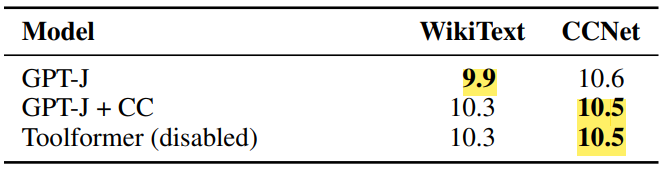 Model WikiText CCNet
GPT-J 9.9 10.6
GPT-J + CC 10.3 10.5
Toolformer (disabled) 10.3 10.5